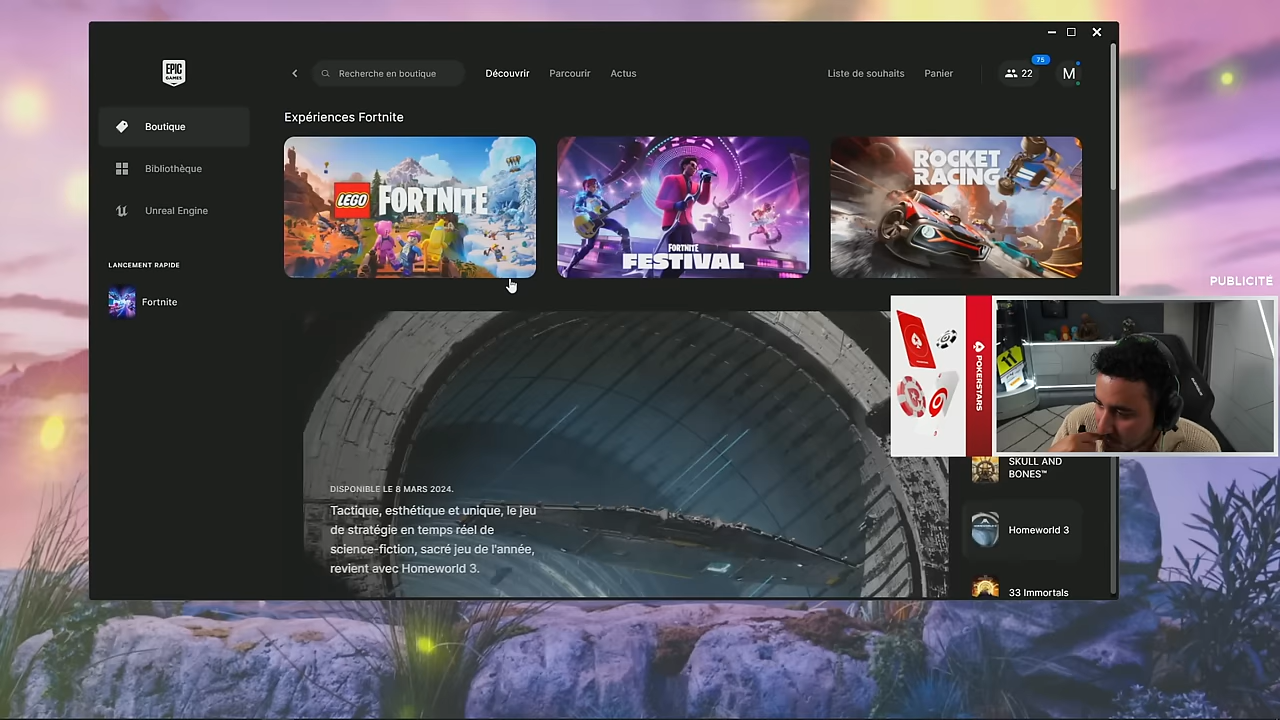 EPIC
GAMES
Recherche en boutique
Découvrir
Parcourir
Actus
Liste de souhaits
Panier
75
22
M
Boutique
Bibliothèque
Unreal Engine
LANCEMENT RAPIDE
Fortnite
Expériences Fortnite
LEGO FORTNITE
FORTNITE
FESTIVAL
ROCKET
RACING
PUBLICITÉ
POKERSTARS
DISPONIBLE LE 8 MARS 2024.
Tactique, esthétique et unique, le jeu
de stratégie en temps réel de
science-fiction, sacré jeu de l'année,
revient avec Homeworld 3.
SKULL AND
BONES™
Homeworld 3
33 Immortals